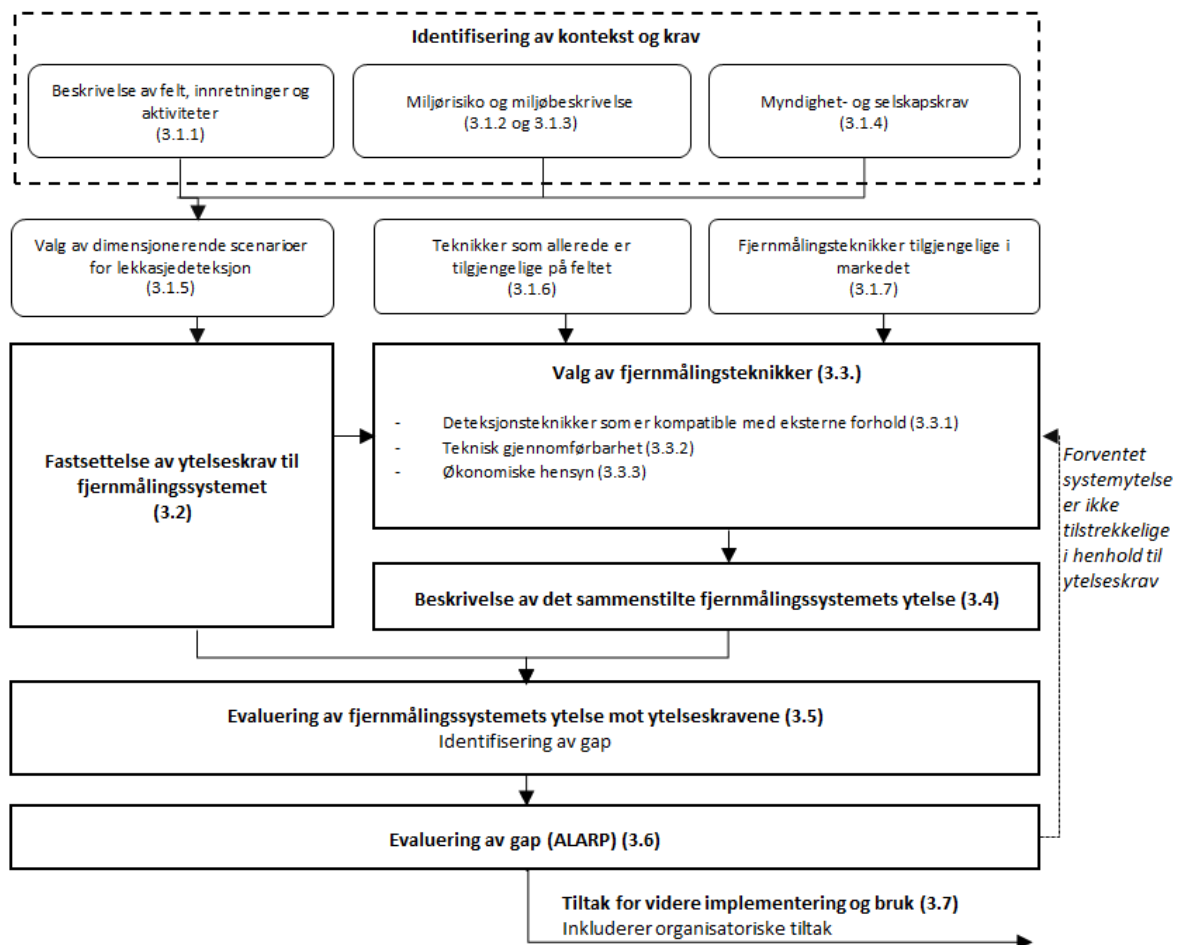 Identifisering av kontekst og krav
Beskrivelse av felt, innretninger og
aktiviteter
(3.1.1)
Miljørisiko og miljøbeskrivelse
(3.1.2 og 3.1.3)
Myndighet- og selskapskrav
(3.1.4)
Valg av dimensjonerende scenarioer
for lekkasjedeteksjon
(3.1.5)
Teknikker som allerede er
tilgjengelige på feltet
(3.1.6)
Fjernmålingsteknikker tilgjengelige i
markedet
(3.1.7)
Fastsettelse av ytelseskrav til
fjernmålingssystemet
(3.2)
Valg av fjernmålingsteknikker (3.3.)
- Deteksjonsteknikker som er kompatible med eksterne forhold (3.3.1)
- Teknisk gjennomførbarhet (3.3.2)
- Økonomiske hensyn (3.3.3)
Forventet
systemytelse
er ikke
tilstrekkelige
i henhold til
ytelseskrav
Beskrivelse av det sammenstilte fjernmålingssystemets ytelse (3.4)
Evaluering av fjernmålingssystemets ytelse mot ytelseskravene (3.5)
Identifisering av gap
Evaluering av gap (ALARP) (3.6)
Tiltak for videre implementering og bruk (3.7)
Inkluderer organisatoriske tiltak